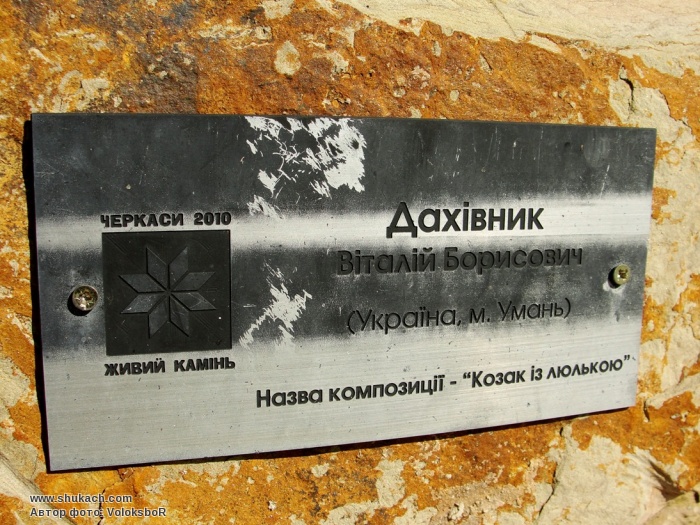 ЧЕРКАСИ 2010
ЖИВИЙ КАМІНЬ
Дахівник
Віталій Борисович
(Україна, м. Умань)
Назва композиції - “Козак із люлькою”
www.shukach.com
Автор фото: VoloksboR